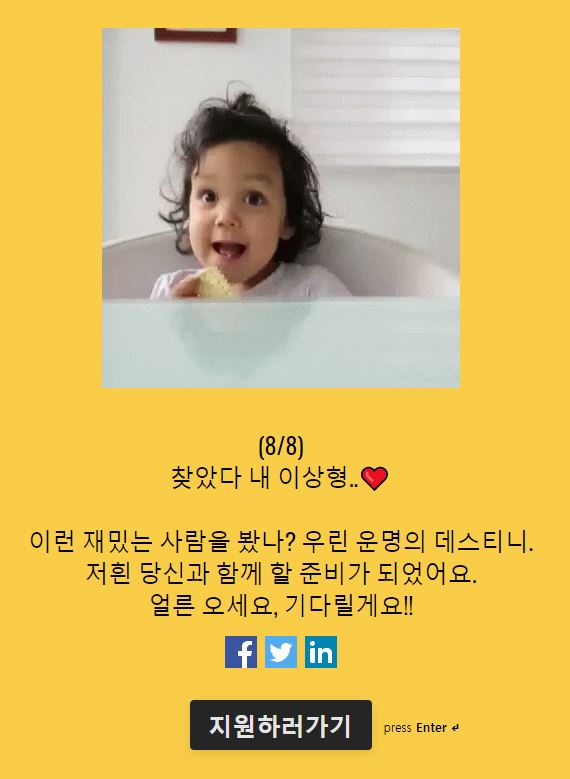 (8/8)
찾았다 내 이상형..❤️
이런 재밌는 사람을 봤나? 우린 운명의 데스티니.
저흰 당신과 함께 할 준비가 되었어요.
얼른 오세요, 기다릴게요!!
지원하러가기 press Enter ↵